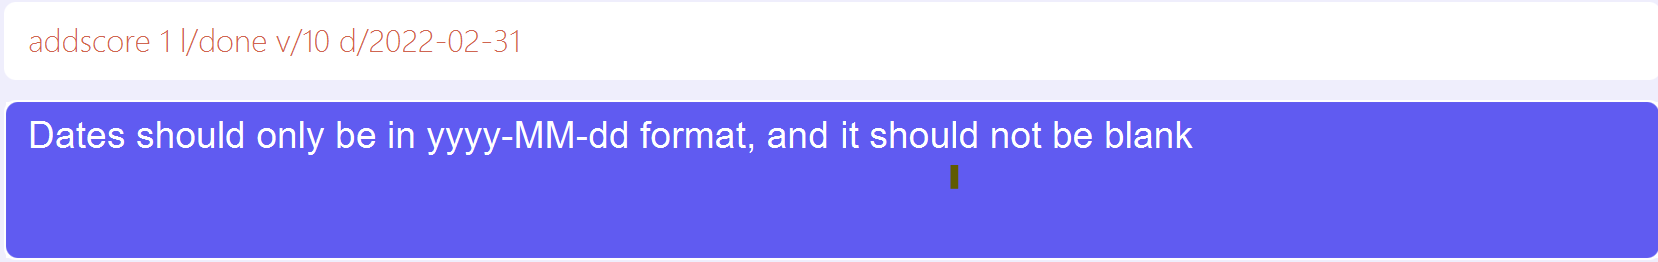 addscore 1 l/done v/10 d/2022-02-31
Dates should only be in yyyy-MM-dd format, and it should not be blank